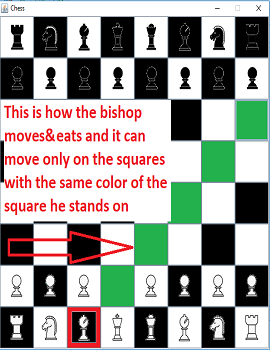 Chess
This is how the bishop
moves&eats and it can
move only on the squares
with the same color of the
square he stands on